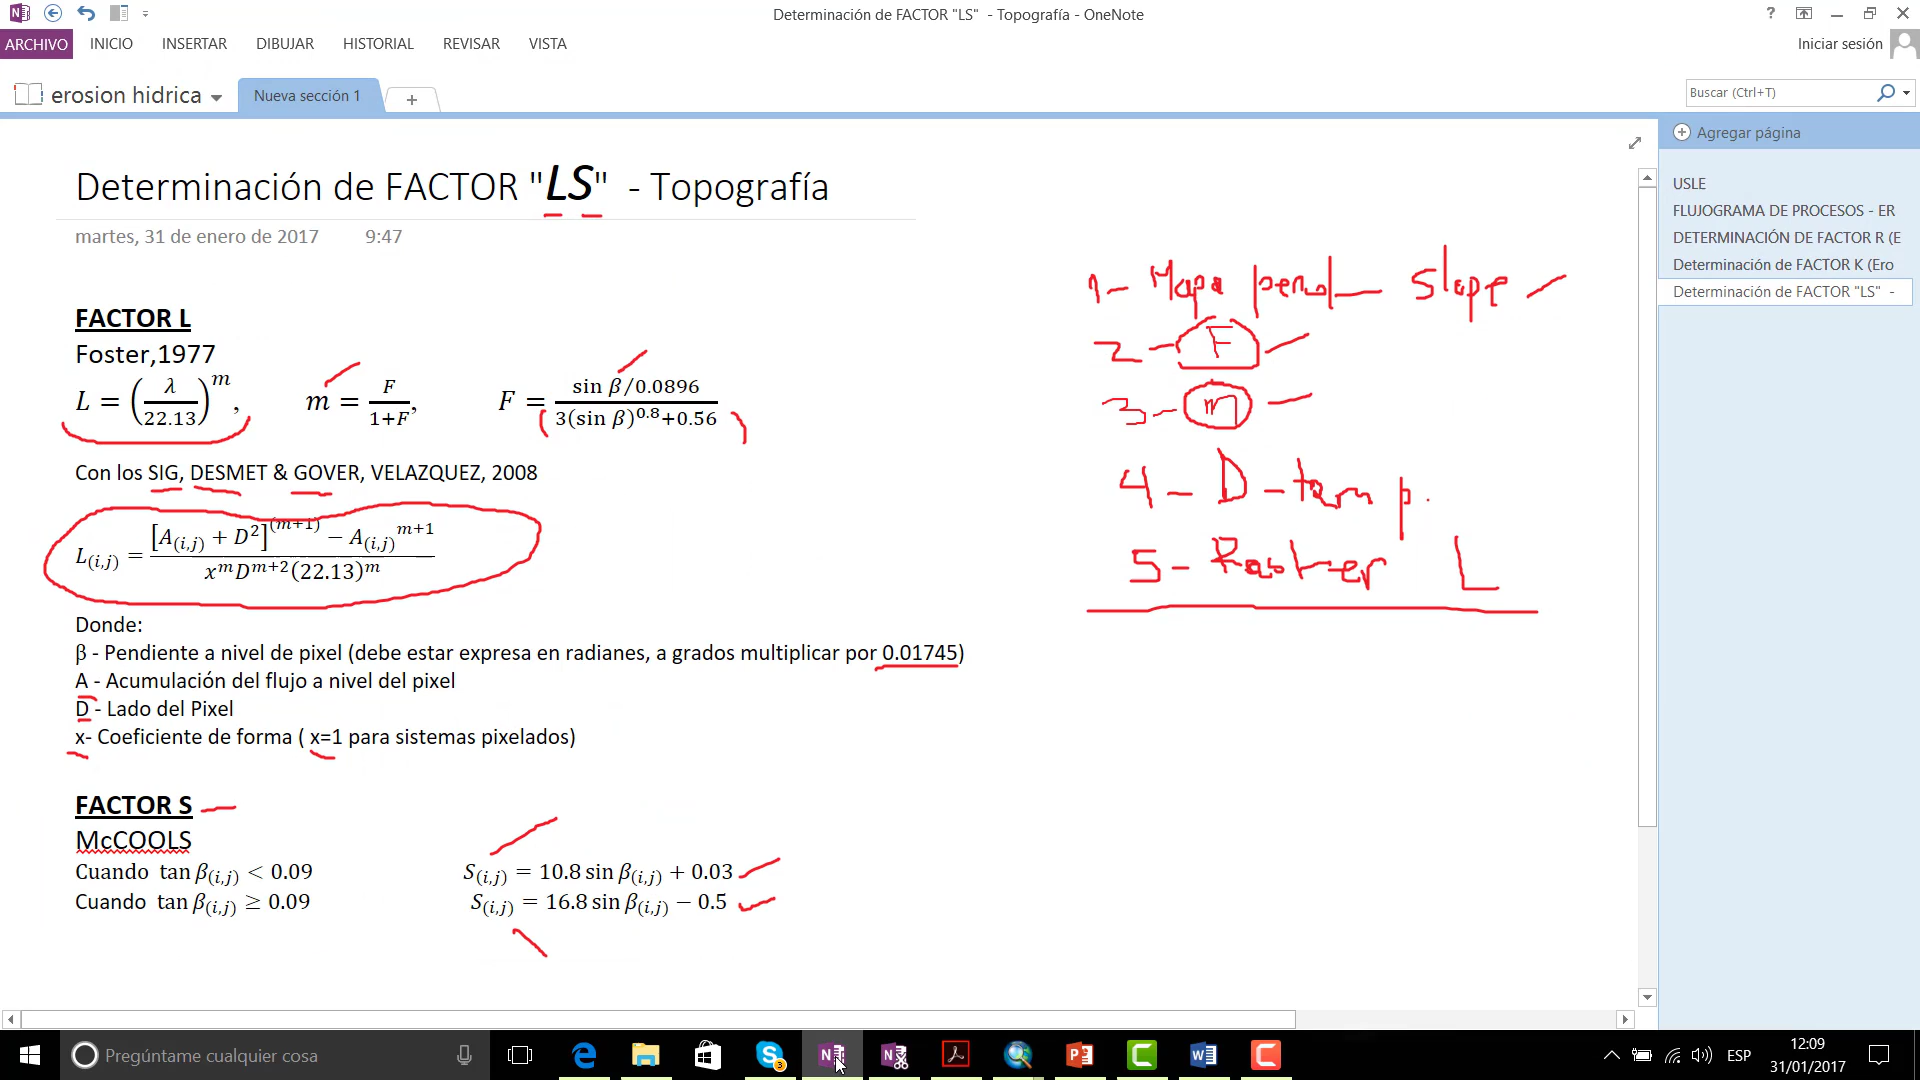 Determinación de FACTOR "LS" - Topografía - OneNote
?
ARCHIVO INICIO INSERTAR DIBUJAR HISTORIAL REVISAR VISTA
Iniciar sesión
erosion hidrica
Nueva sección 1
+
Buscar (Ctrl+T)
Agregar página
USLE
FLUJOGRAMA DE PROCESOS - ER
DETERMINACIÓN DE FACTOR R (E
Determinación de FACTOR K (Ero
Determinación de FACTOR "LS" -
Determinación de FACTOR "LS" - Topografía
martes, 31 de enero de 2017 9:47
FACTOR L
Foster,1977
L = (λ/22.13)^m, m = F/(1+F), F = (sin β/0.0896)/(3(sin β)^0.8+0.56)
Con los SIG, DESMET & GOVER, VELAZQUEZ, 2008
L(i,j) = ([A(i,j) + D²]^(m+1) − A(i,j)^(m+1))/(x^m D^(m+2) (22.13)^m)
Donde:
β - Pendiente a nivel de pixel (debe estar expresa en radianes, a grados multiplicar por 0.01745)
A - Acumulación del flujo a nivel del pixel
D - Lado del Pixel
x- Coeficiente de forma ( x=1 para sistemas pixelados)
FACTOR S
McCOOLS
Cuando tan β(i,j) < 0.09 S(i,j) = 10.8 sin β(i,j) + 0.03
Cuando tan β(i,j) ≥ 0.09 S(i,j) = 16.8 sin β(i,j) − 0.5
1- Mapa pend — Slope
2 - F
3 - m
4 - D - tam p.
5 - Raster L
Pregúntame cualquier cosa
3
ESP
12:09
31/01/2017